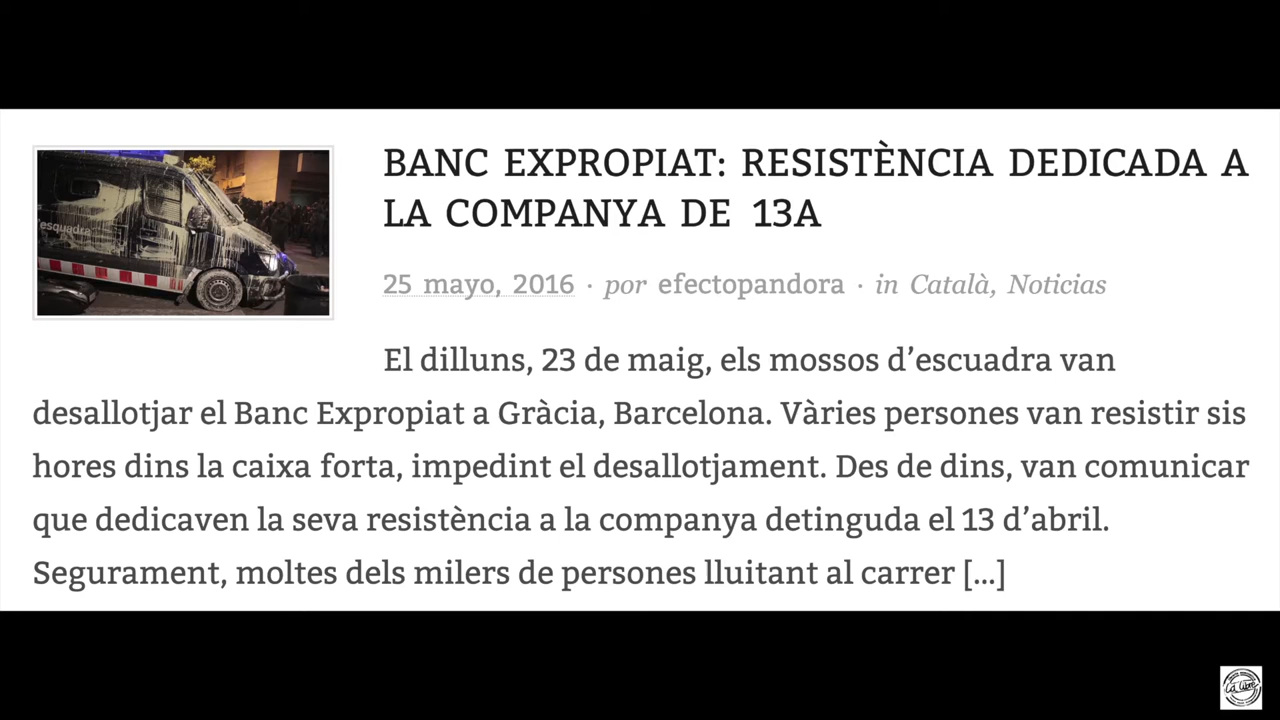 BANC EXPROPIAT: RESISTÈNCIA DEDICADA A
LA COMPANYA DE 13A
25 mayo, 2016 · por efectopandora · in Català, Noticias
esquadra
El dilluns, 23 de maig, els mossos d’escuadra van
desallotjar el Banc Expropiat a Gràcia, Barcelona. Vàries persones van resistir sis
hores dins la caixa forta, impedint el desallotjament. Des de dins, van comunicar
que dedicaven la seva resistència a la companya detinguda el 13 d’abril.
Segurament, moltes dels milers de persones lluitant al carrer [...]